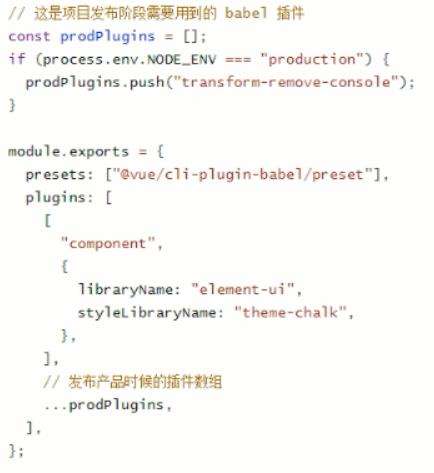 // 这是项目发布阶段需要用到的 babel 插件
const prodPlugins = [];
if (process.env.NODE_ENV === "production") {
  prodPlugins.push("transform-remove-console");
}

module.exports = {
  presets: ["@vue/cli-plugin-babel/preset"],
  plugins: [
    [
      "component",
      {
        libraryName: "element-ui",
        styleLibraryName: "theme-chalk",
      },
    ],
    // 发布产品时候的插件数组
    ...prodPlugins,
  ],
};